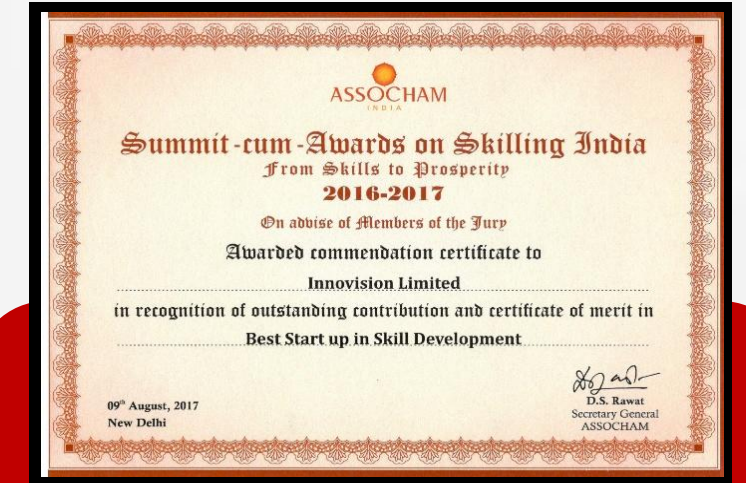 ASSOCHAM
INDIA
Summit-cum-Awards on Skilling India
From Skills to Prosperity
2016-2017
On advise of Members of the Jury
Awarded commendation certificate to
Innovision Limited
in recognition of outstanding contribution and certificate of merit in
Best Start up in Skill Development
09th August, 2017
New Delhi
D.S. Rawat
Secretary General
ASSOCHAM